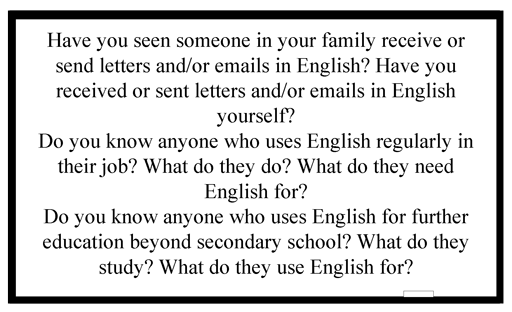 Have you seen someone in your family receive or
send letters and/or emails in English? Have you
received or sent letters and/or emails in English
yourself?
Do you know anyone who uses English regularly in
their job? What do they do? What do they need
English for?
Do you know anyone who uses English for further
education beyond secondary school? What do they
study? What do they use English for?